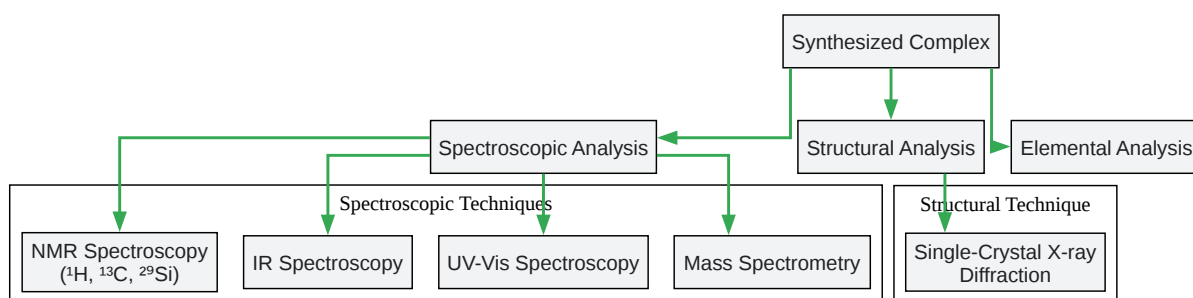 Synthesized Complex
Spectroscopic Analysis
Structural Analysis
Elemental Analysis
Spectroscopic Techniques
Structural Technique
NMR Spectroscopy
(¹H, ¹³C, ²⁹Si)
IR Spectroscopy
UV-Vis Spectroscopy
Mass Spectrometry
Single-Crystal X-ray
Diffraction